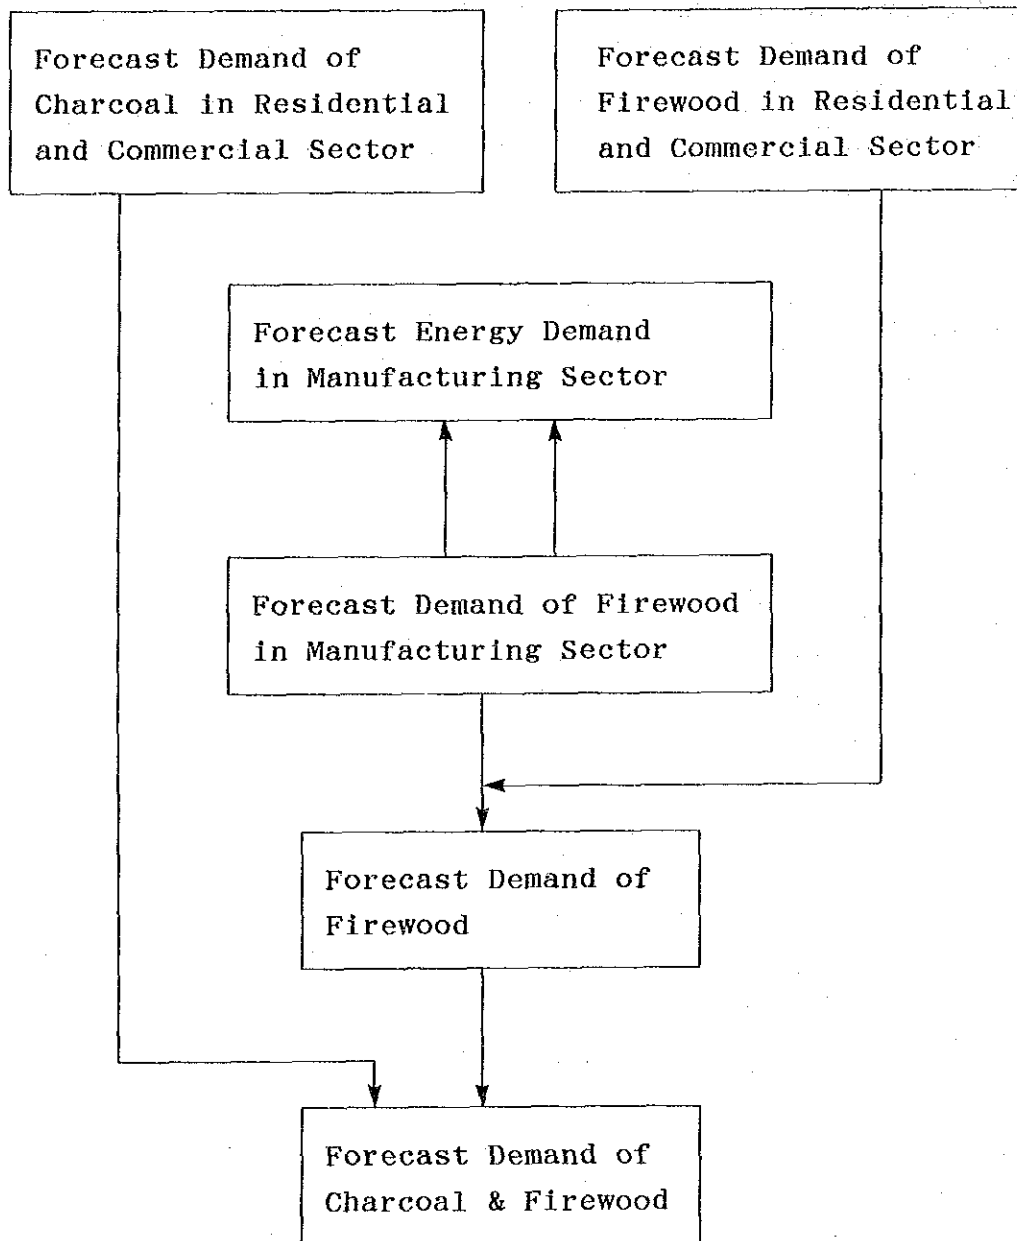 Forecast Demand of
Charcoal in Residential
and Commercial Sector
Forecast Demand of
Firewood in Residential
and Commercial Sector
Forecast Energy Demand
in Manufacturing Sector
Forecast Demand of Firewood
in Manufacturing Sector
Forecast Demand of
Firewood
Forecast Demand of
Charcoal & Firewood